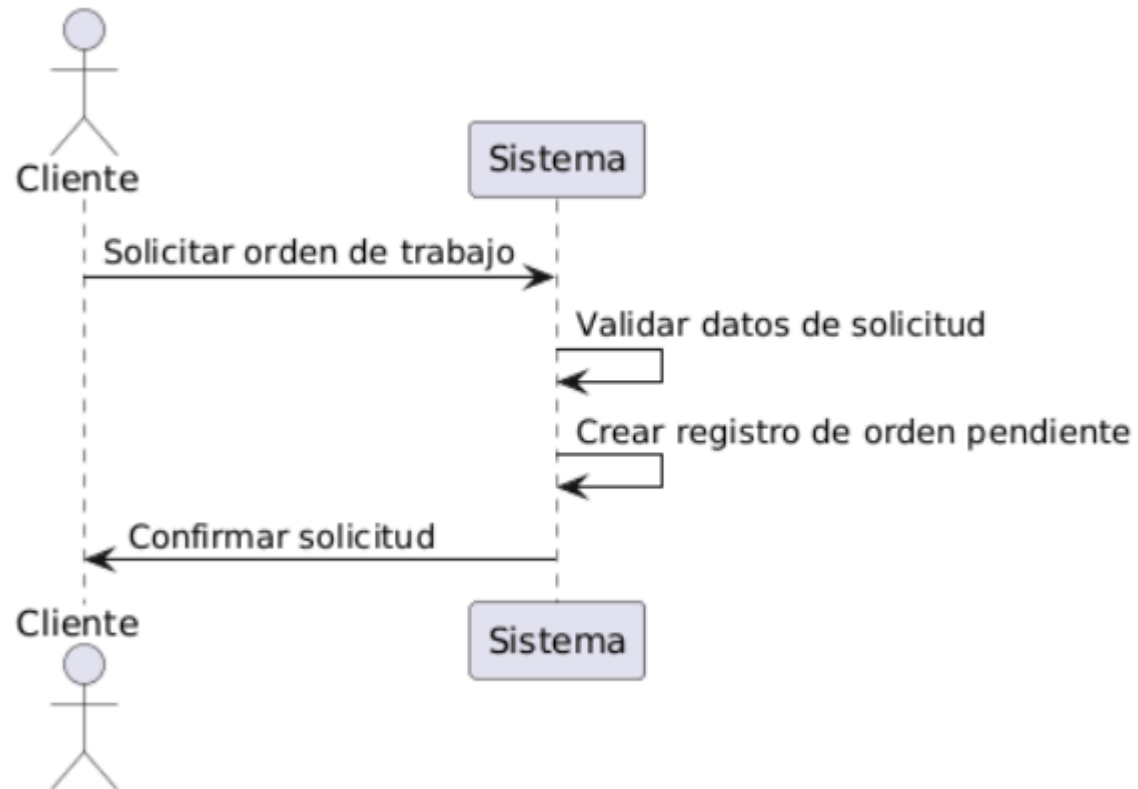 Cliente
Sistema
Solicitar orden de trabajo
Validar datos de solicitud
Crear registro de orden pendiente
Confirmar solicitud
Cliente
Sistema